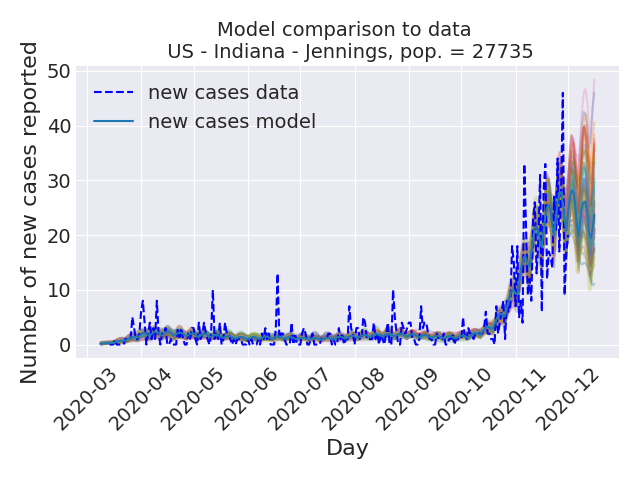 Model comparison to data
US - Indiana - Jennings, pop. = 27735
Number of new cases reported
50
40
30
20
10
0
new cases data
new cases model
2020-03
2020-04
2020-05
2020-06
2020-07
2020-08
2020-09
2020-10
2020-11
2020-12
Day